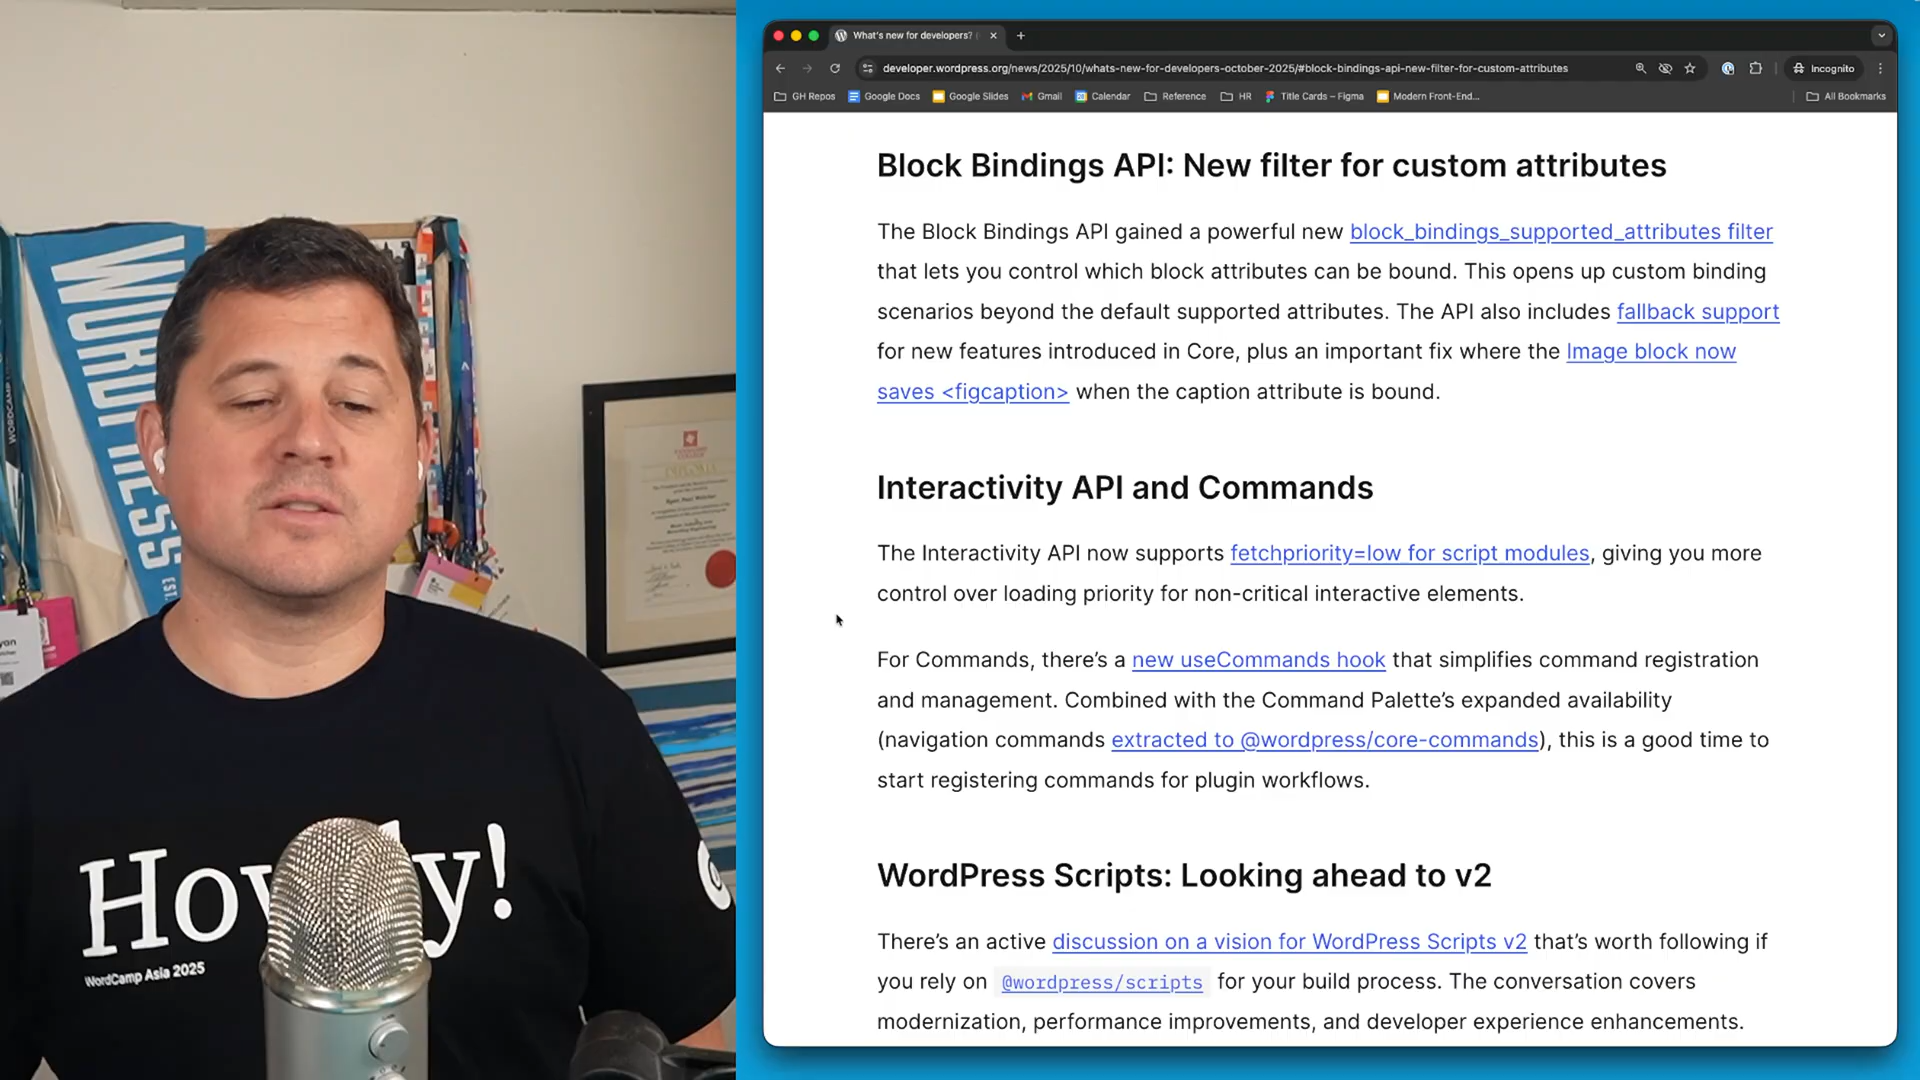 WORDPRESS
WORDCAMP
EST.
DIPLOMA
Howdy!
WordCamp Asia 2025
What's new for developers?
developer.wordpress.org/news/2025/10/whats-new-for-developers-october-2025/#block-bindings-api-new-filter-for-custom-attributes
Incognito
GH Repos
Google Docs
Google Slides
Gmail
Calendar
Reference
HR
Title Cards – Figma
Modern Front-End...
All Bookmarks
Block Bindings API: New filter for custom attributes
The Block Bindings API gained a powerful new block_bindings_supported_attributes filter
that lets you control which block attributes can be bound. This opens up custom binding
scenarios beyond the default supported attributes. The API also includes fallback support
for new features introduced in Core, plus an important fix where the Image block now
saves <figcaption> when the caption attribute is bound.
Interactivity API and Commands
The Interactivity API now supports fetchpriority=low for script modules, giving you more
control over loading priority for non-critical interactive elements.
For Commands, there's a new useCommands hook that simplifies command registration
and management. Combined with the Command Palette's expanded availability
(navigation commands extracted to @wordpress/core-commands), this is a good time to
start registering commands for plugin workflows.
WordPress Scripts: Looking ahead to v2
There's an active discussion on a vision for WordPress Scripts v2 that's worth following if
you rely on @wordpress/scripts for your build process. The conversation covers
modernization, performance improvements, and developer experience enhancements.